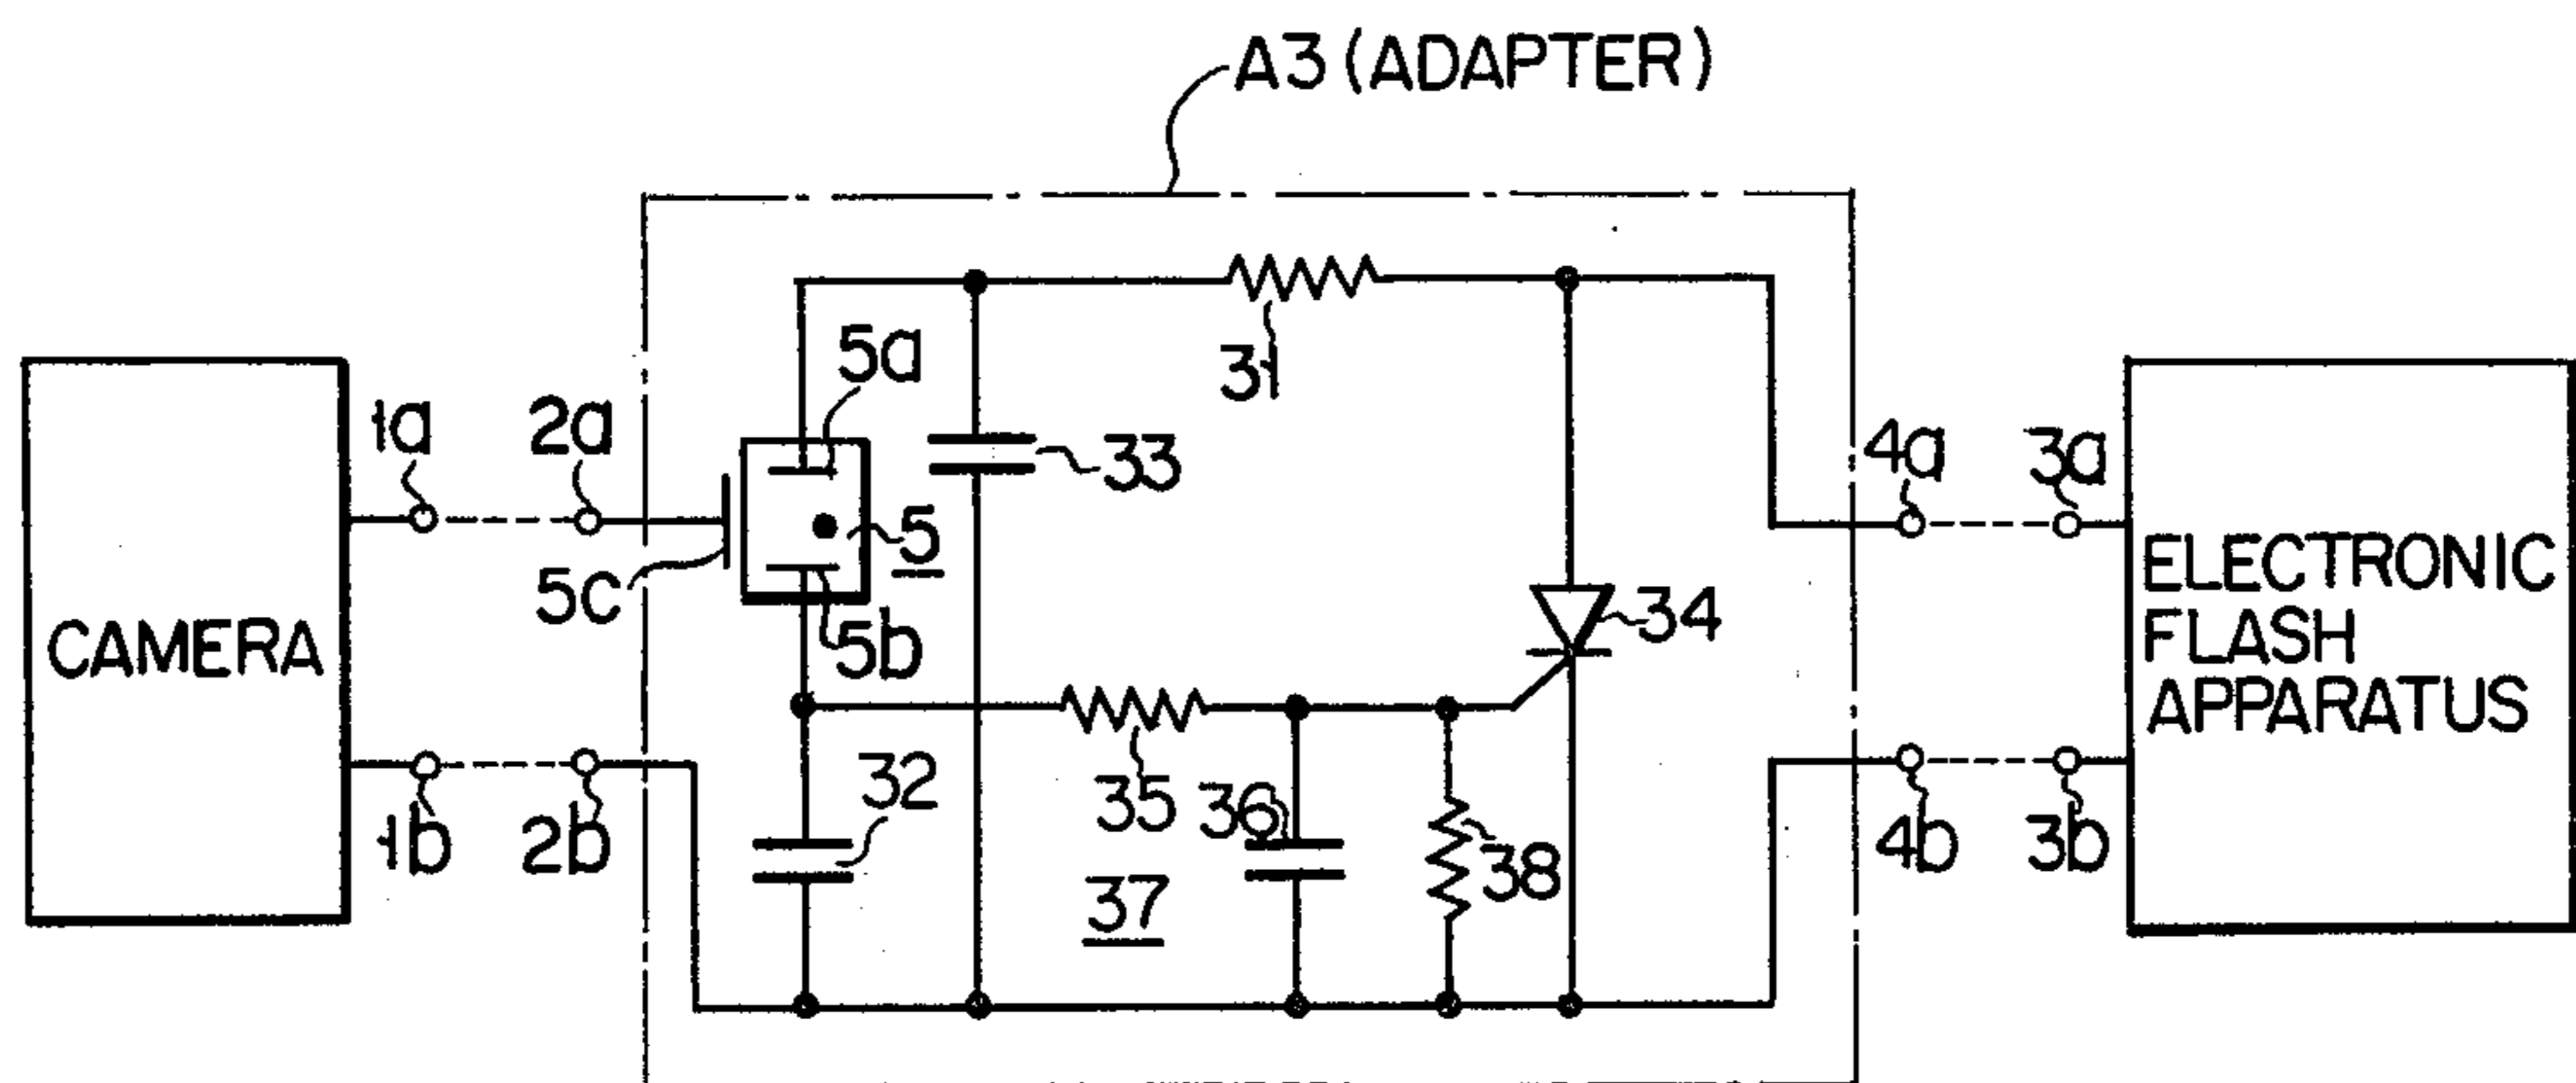 A3 (ADAPTER)
5a
31
1a
2a
33
4a
3a
5
5c
ELECTRONIC
FLASH
APPARATUS
34
CAMERA
5b
32
35
36
1b
2b
4b
3b
38
37